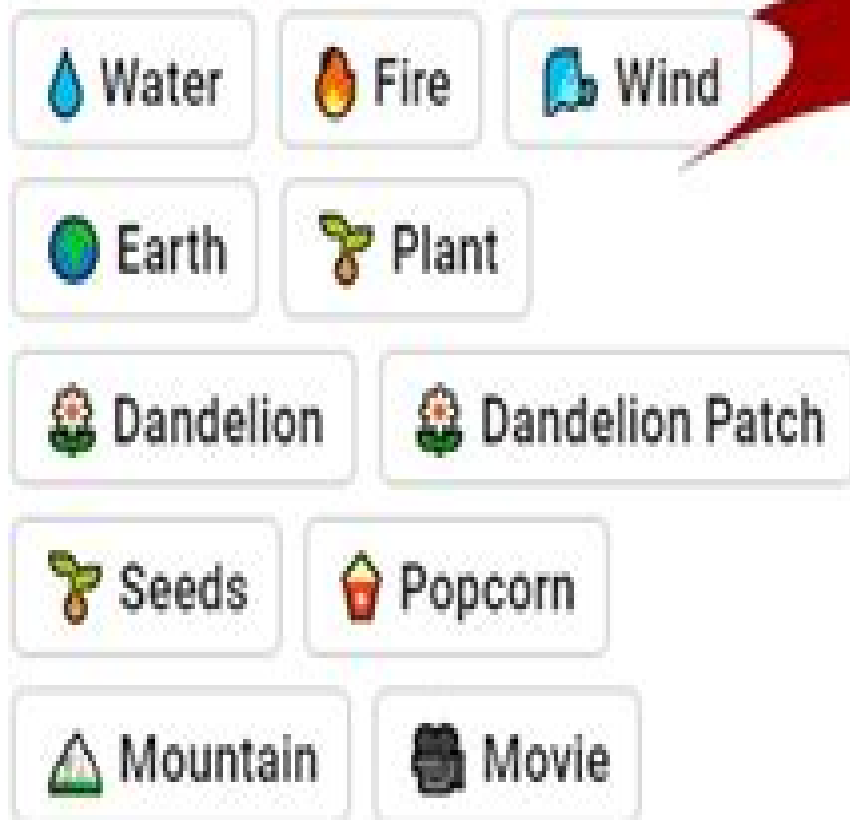 Water Fire Wind
Earth Plant
Dandelion Dandelion Patch
Seeds Popcorn
Mountain Movie